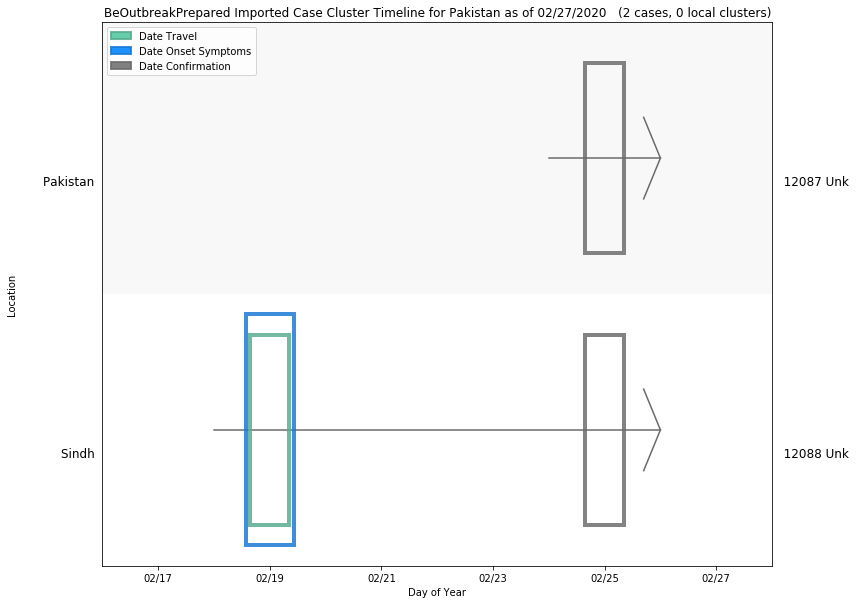 BeOutbreakPrepared Imported Case Cluster Timeline for Pakistan as of 02/27/2020   (2 cases, 0 local clusters)
Date Travel
Date Onset Symptoms
Date Confirmation
Pakistan
12087 Unk
Location
Sindh
12088 Unk
02/17 02/19 02/21 02/23 02/25 02/27
Day of Year